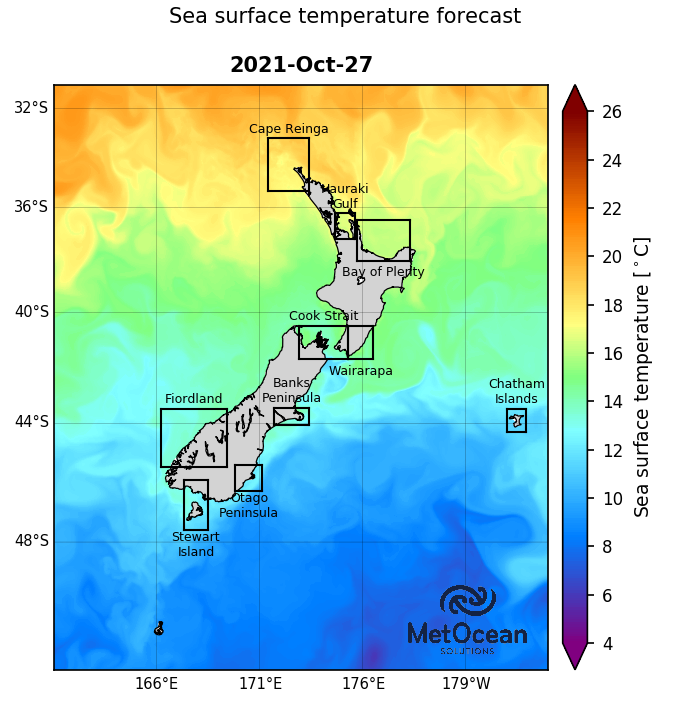 Sea surface temperature forecast
2021-Oct-27
32°S
36°S
40°S
44°S
48°S
166°E
171°E
176°E
179°W
Cape Reinga
Hauraki
Gulf
Bay of Plenty
Cook Strait
Wairarapa
Banks
Peninsula
Fiordland
Chatham
Islands
Otago
Peninsula
Stewart
Island
MetOcean
SOLUTIONS
26
24
22
20
18
16
14
12
10
8
6
4
Sea surface temperature [°C]